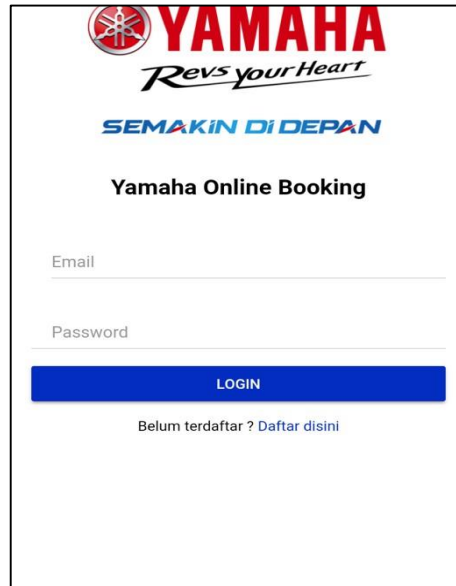 YAMAHA
Revs your Heart
SEMAKiN Di DEPAN
Yamaha Online Booking
Email
Password
LOGIN
Belum terdaftar ? Daftar disini